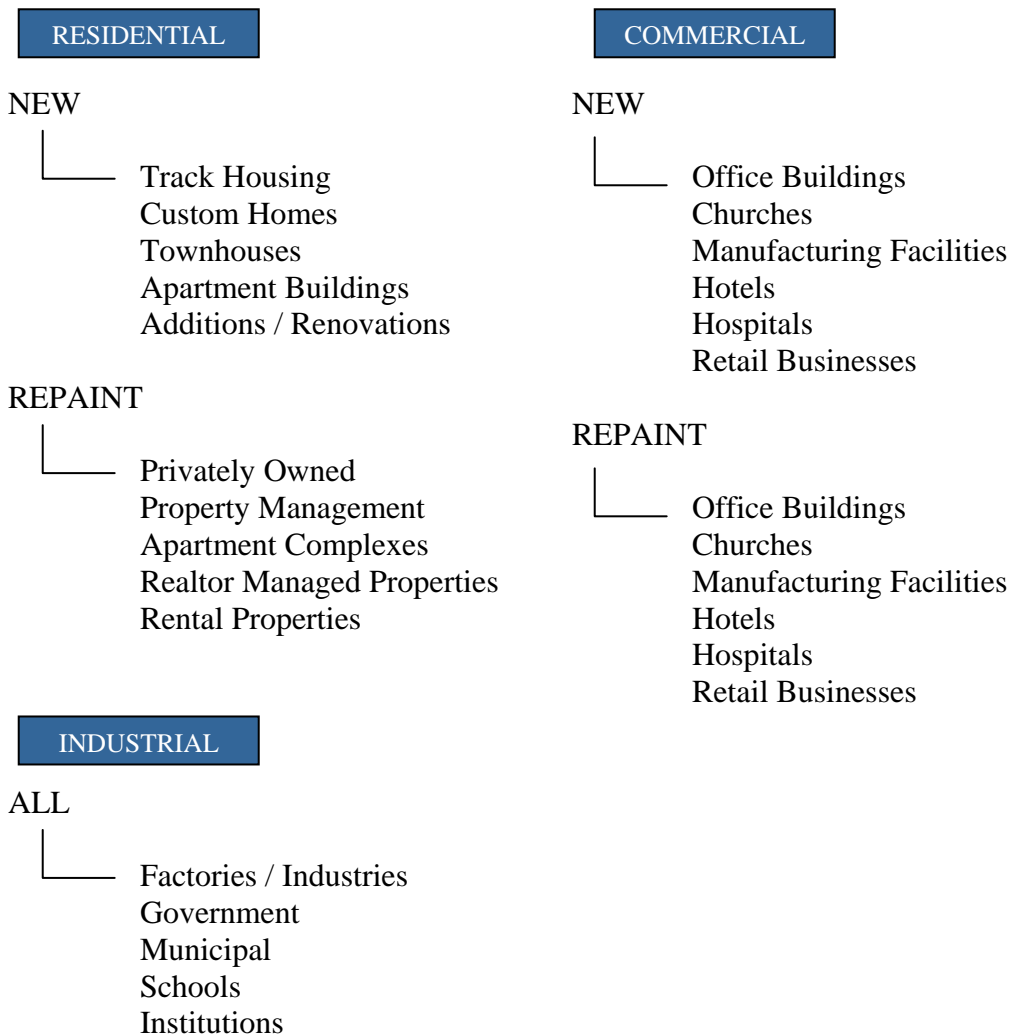 RESIDENTIAL
NEW
Track Housing
Custom Homes
Townhouses
Apartment Buildings
Additions / Renovations
REPAINT
Privately Owned
Property Management
Apartment Complexes
Realtor Managed Properties
Rental Properties
COMMERCIAL
NEW
Office Buildings
Churches
Manufacturing Facilities
Hotels
Hospitals
Retail Businesses
REPAINT
Office Buildings
Churches
Manufacturing Facilities
Hotels
Hospitals
Retail Businesses
INDUSTRIAL
ALL
Factories / Industries
Government
Municipal
Schools
Institutions